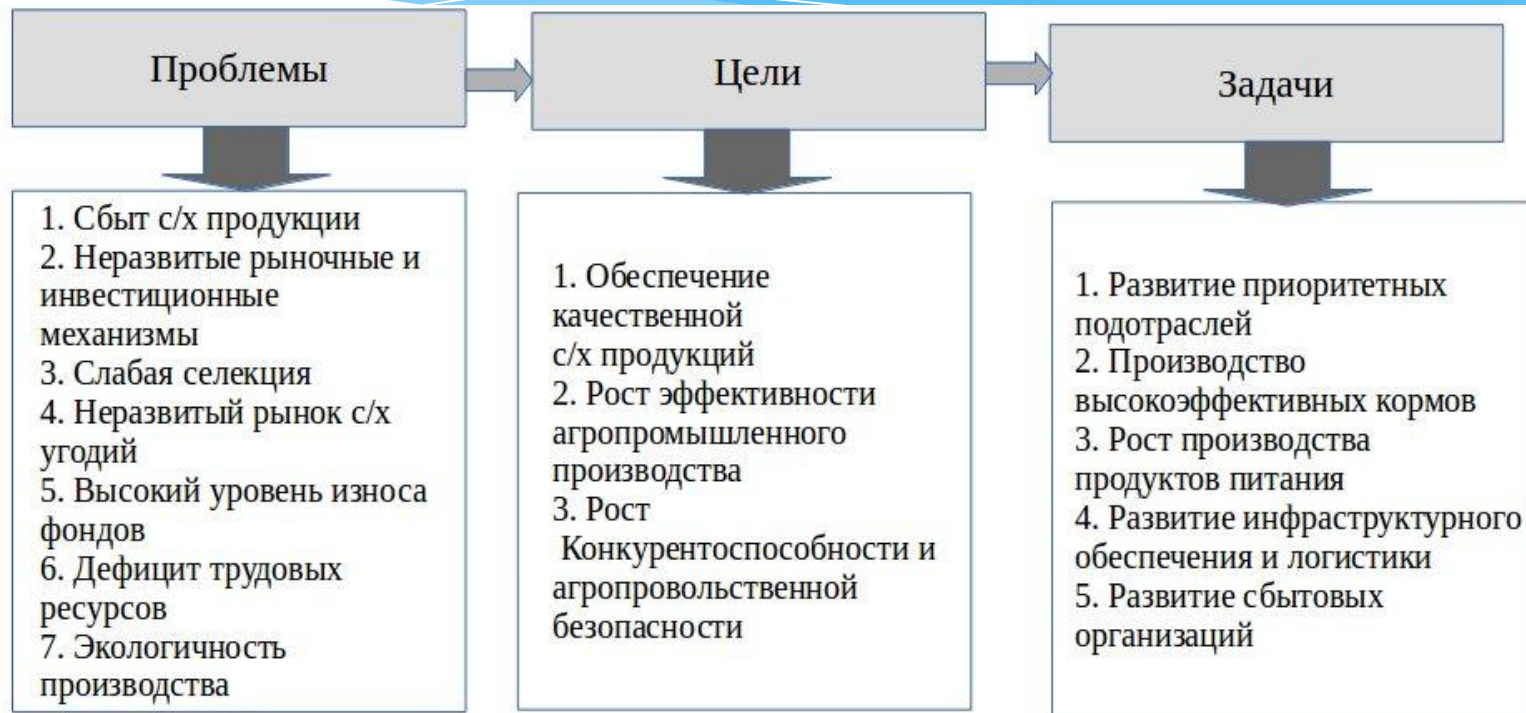 Проблемы
1. Сбыт с/х продукции
2. Неразвитые рыночные и
инвестиционные
механизмы
3. Слабая селекция
4. Неразвитый рынок с/х
угодий
5. Высокий уровень износа
фондов
6. Дефицит трудовых
ресурсов
7. Экологичность
производства
Цели
1. Обеспечение
качественной
с/х продукций
2. Рост эффективности
агропромышленного
производства
3. Рост
Конкурентоспособности и
агропровольственной
безопасности
Задачи
1. Развитие приоритетных
подотраслей
2. Производство
высокоэффективных кормов
3. Рост производства
продуктов питания
4. Развитие инфраструктурного
обеспечения и логистики
5. Развитие сбытовых
организаций